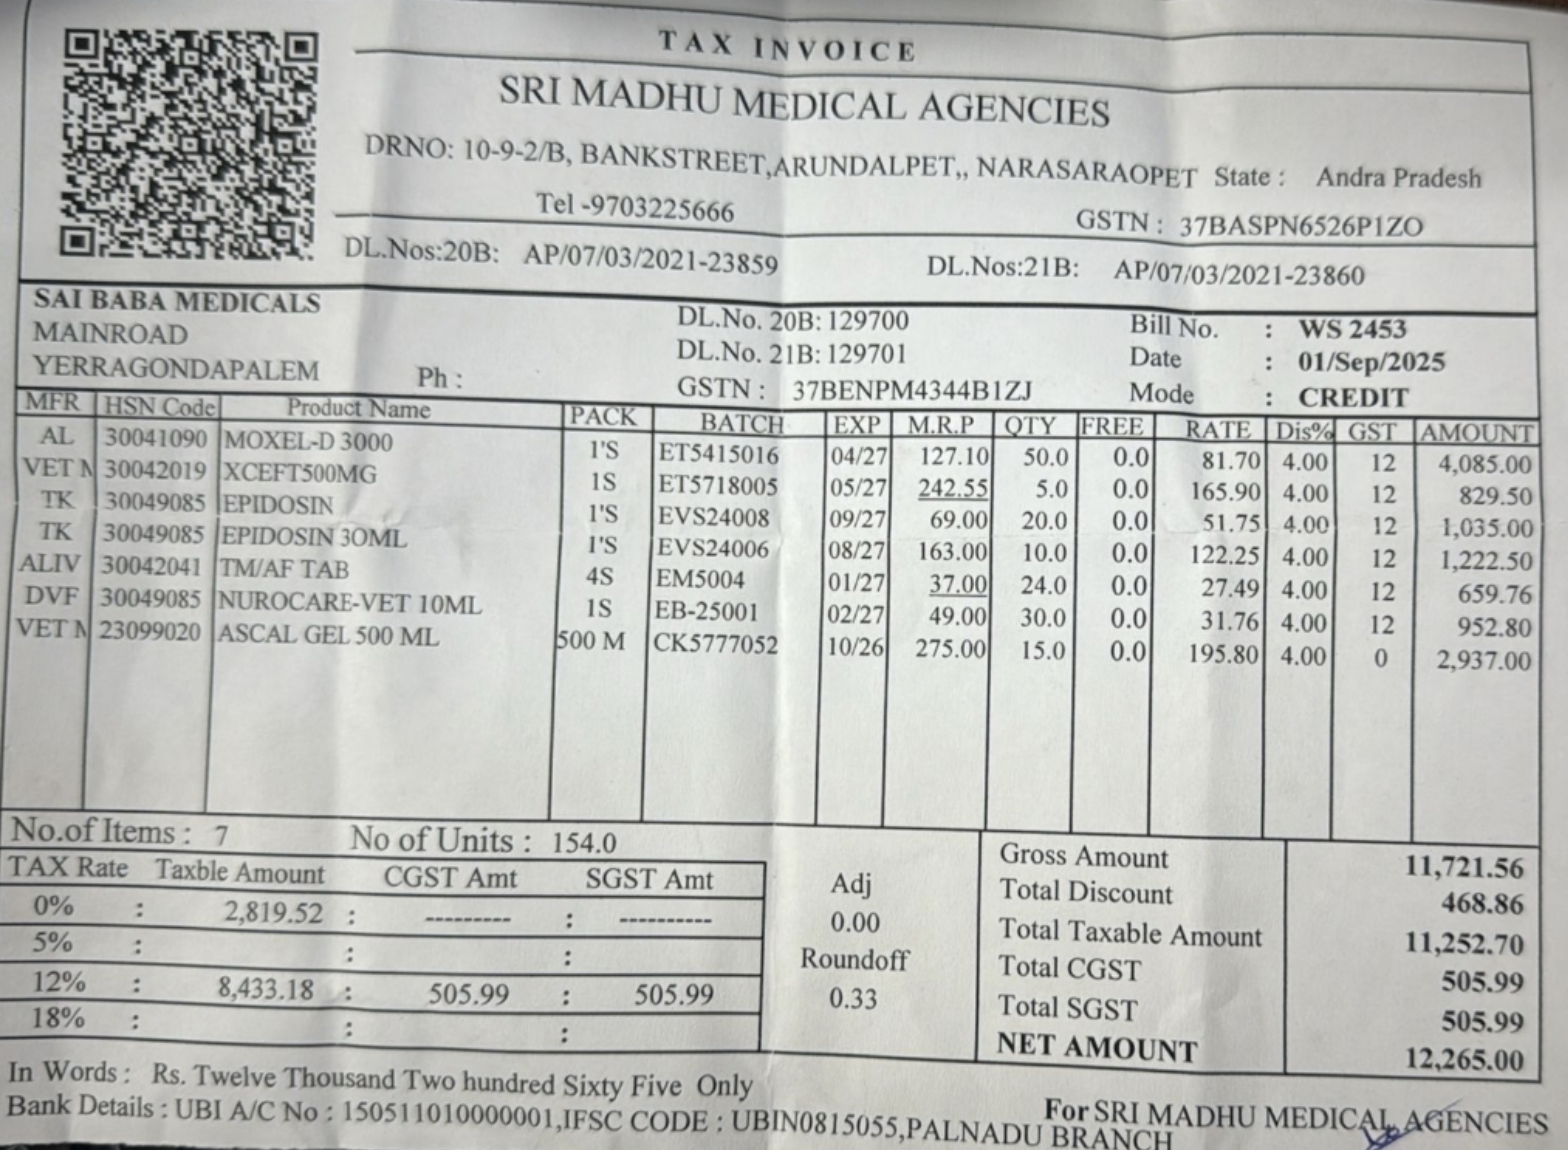 TAX INVOICE
SRI MADHU MEDICAL AGENCIES
DRNO: 10-9-2/B, BANKSTREET,ARUNDALPET,, NARASARAOPET State : Andra Pradesh
Tel -9703225666 GSTN : 37BASPN6526P1ZO
DL.Nos:20B: AP/07/03/2021-23859 DL.Nos:21B: AP/07/03/2021-23860
SAI BABA MEDICALS DL.No. 20B: 129700 Bill No. : WS 2453
MAINROAD DL.No. 21B: 129701 Date : 01/Sep/2025
YERRAGONDAPALEM Ph : GSTN : 37BENPM4344B1ZJ Mode : CREDIT
MFR HSN Code Product Name PACK BATCH EXP M.R.P QTY FREE RATE Dis% GST AMOUNT
AL 30041090 MOXEL-D 3000 1'S ET5415016 04/27 127.10 50.0 0.0 81.70 4.00 12 4,085.00
VET N 30042019 XCEFT500MG 1S ET5718005 05/27 242.55 5.0 0.0 165.90 4.00 12 829.50
TK 30049085 EPIDOSIN 1'S EVS24008 09/27 69.00 20.0 0.0 51.75 4.00 12 1,035.00
TK 30049085 EPIDOSIN 30ML 1'S EVS24006 08/27 163.00 10.0 0.0 122.25 4.00 12 1,222.50
ALIV 30042041 TM/AF TAB 4S EM5004 01/27 37.00 24.0 0.0 27.49 4.00 12 659.76
DVF 30049085 NUROCARE-VET 10ML 1S EB-25001 02/27 49.00 30.0 0.0 31.76 4.00 12 952.80
VET N 23099020 ASCAL GEL 500 ML 500 M CK5777052 10/26 275.00 15.0 0.0 195.80 4.00 0 2,937.00
No.of Items : 7 No of Units : 154.0
TAX Rate Taxble Amount CGST Amt SGST Amt
0% : 2,819.52 : --------- : ----------
5% : : :
12% : 8,433.18 : 505.99 : 505.99
18% : : :
Adj
0.00
Roundoff
0.33
Gross Amount 11,721.56
Total Discount 468.86
Total Taxable Amount 11,252.70
Total CGST 505.99
Total SGST 505.99
NET AMOUNT 12,265.00
In Words : Rs. Twelve Thousand Two hundred Sixty Five Only
Bank Details : UBI A/C No : 150511010000001,IFSC CODE : UBIN0815055,PALNADU BRANCH
For SRI MADHU MEDICAL AGENCIES